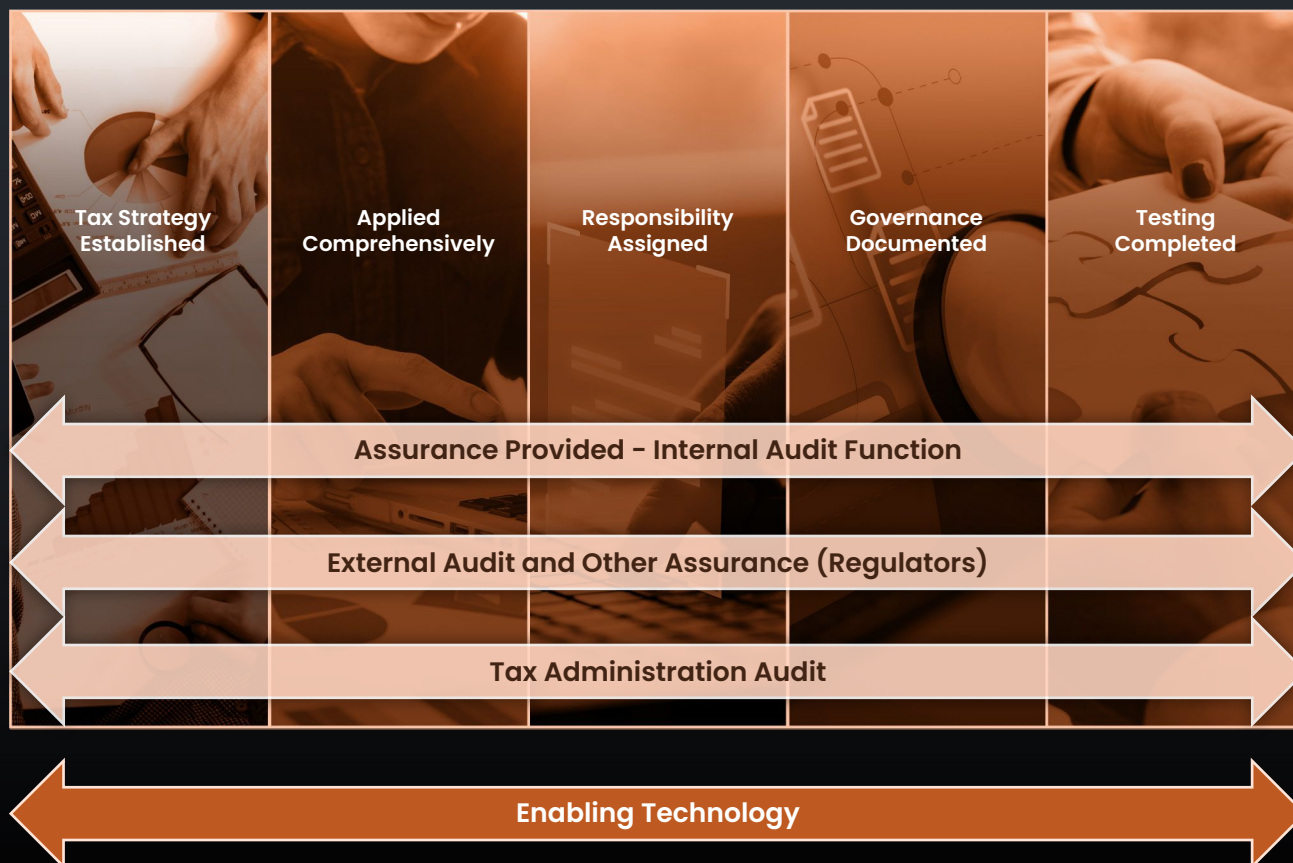 Tax Strategy
Established
Applied
Comprehensively
Responsibility
Assigned
Governance
Documented
Testing
Completed
Assurance Provided - Internal Audit Function
External Audit and Other Assurance (Regulators)
Tax Administration Audit
Enabling Technology